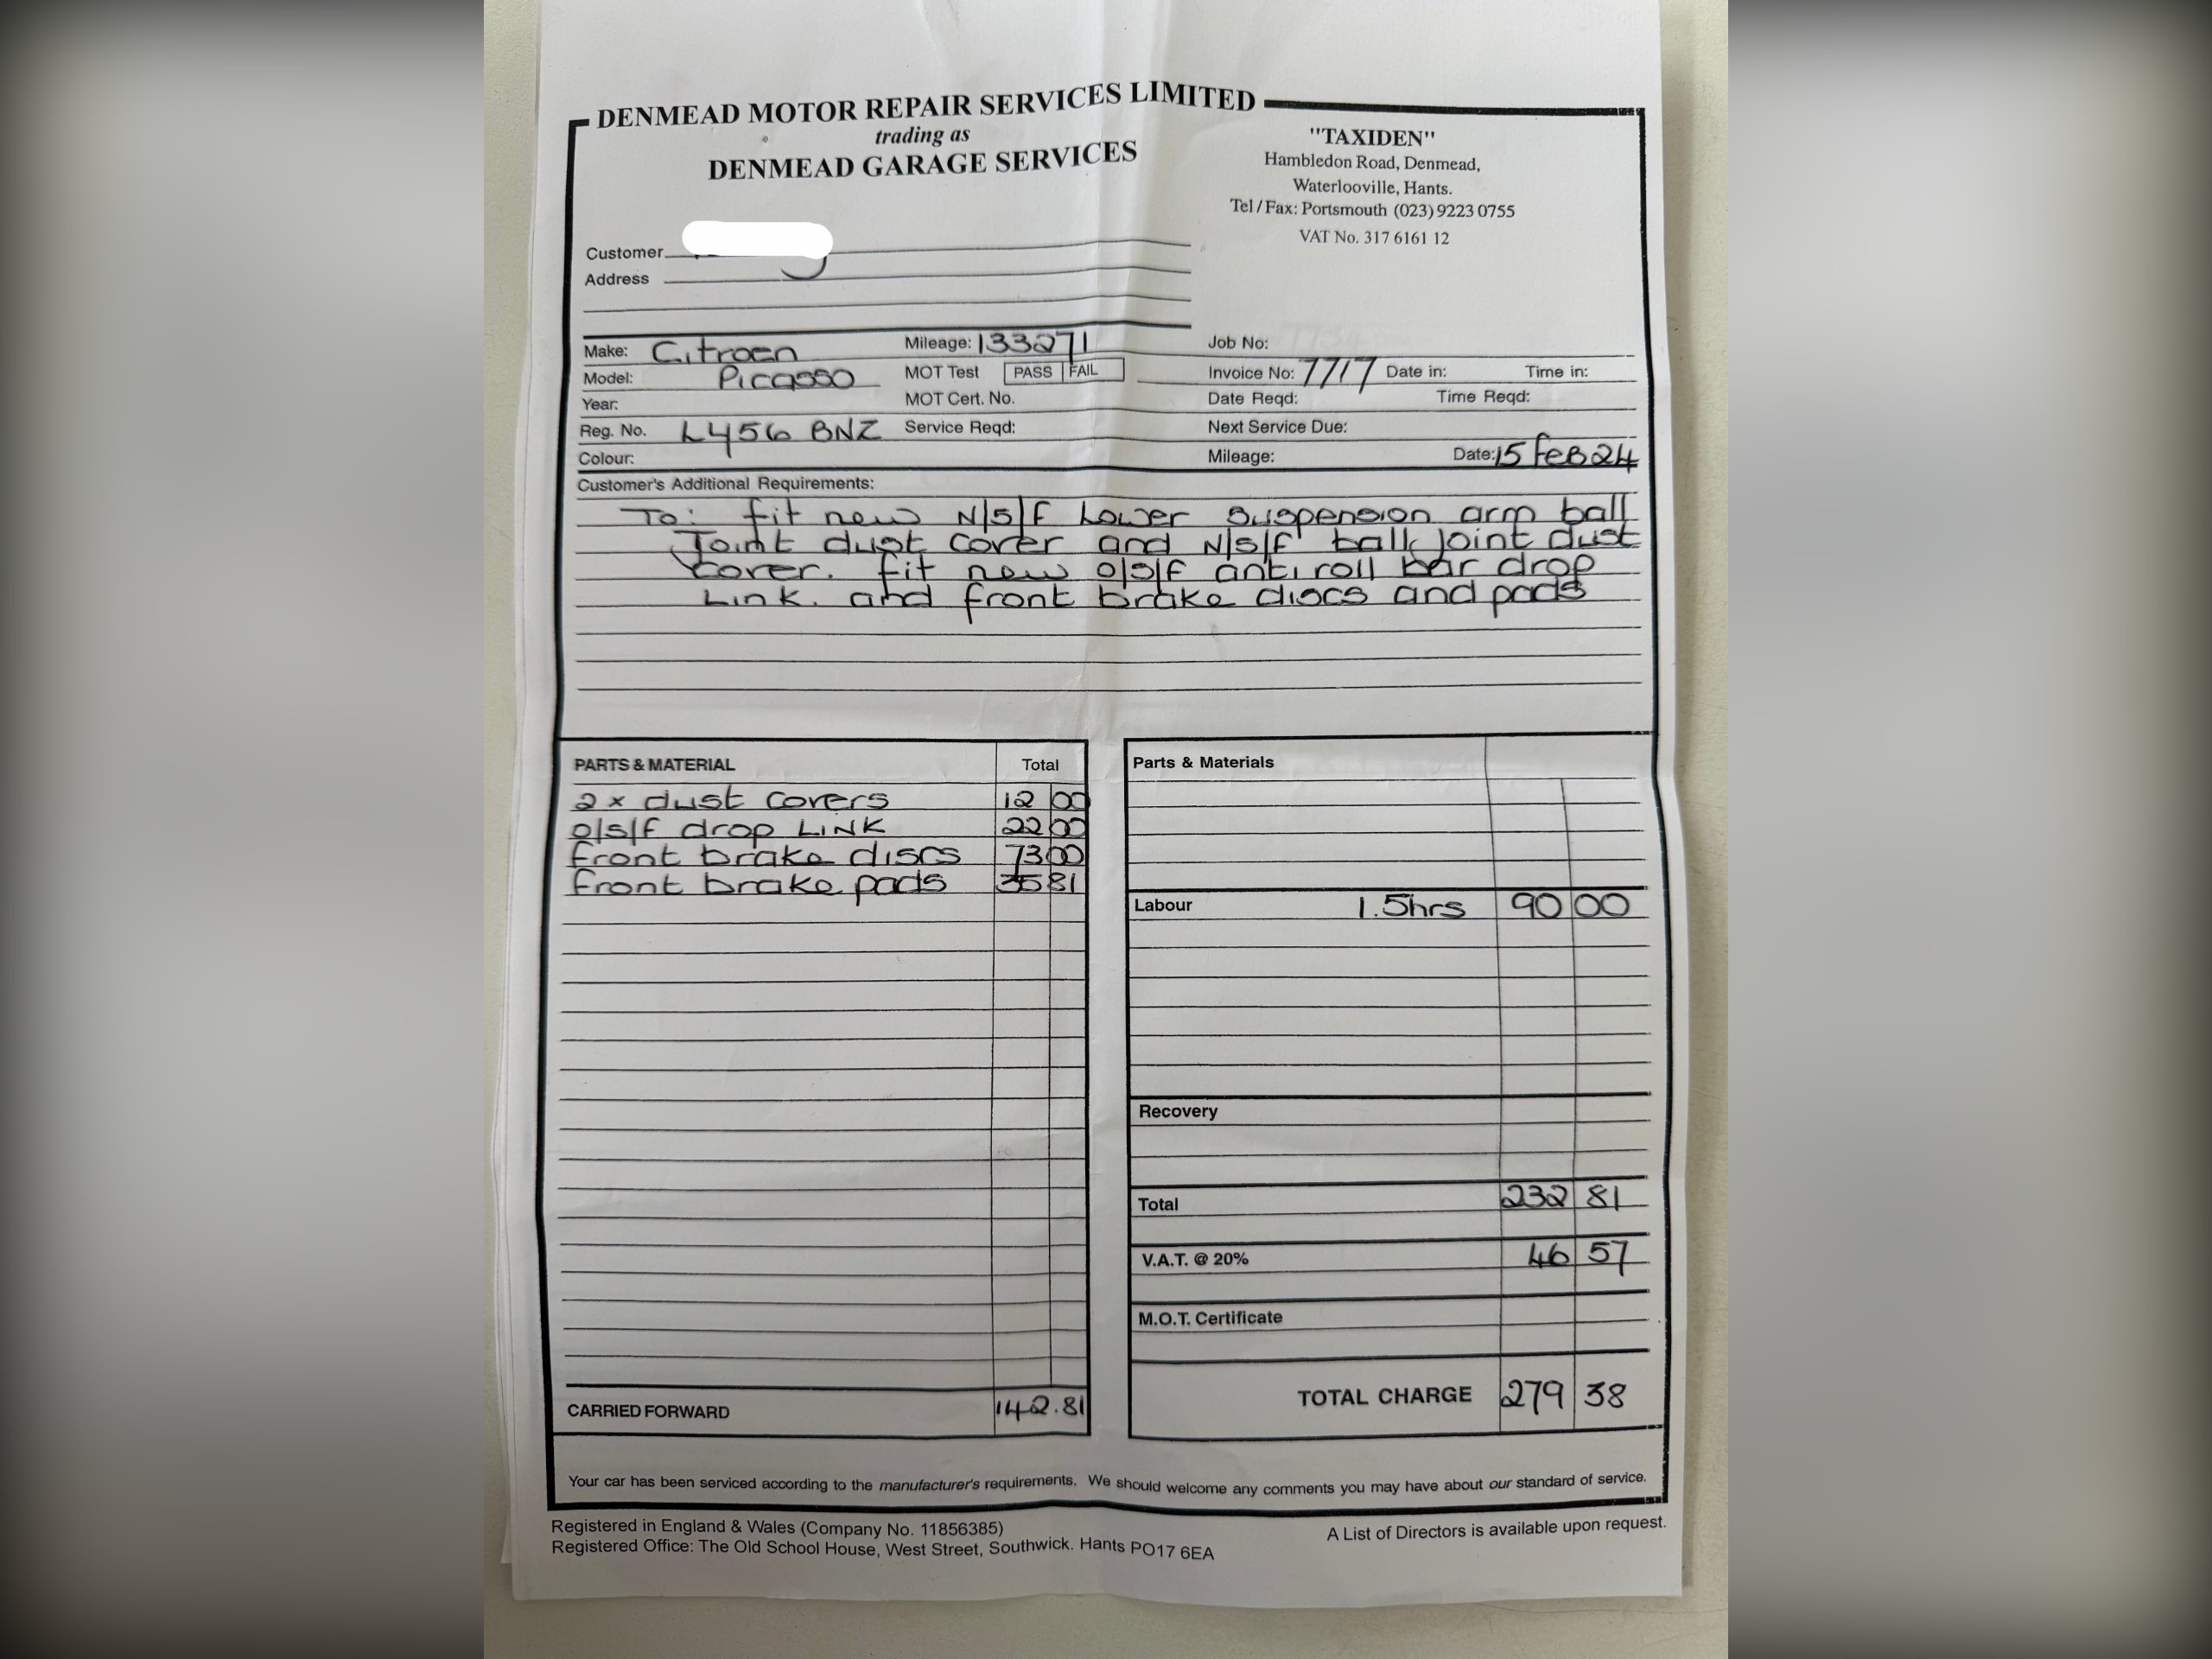 DENMEAD MOTOR REPAIR SERVICES LIMITED
trading as
DENMEAD GARAGE SERVICES
"TAXIDEN"
Hambledon Road, Denmead,
Waterlooville, Hants.
Tel / Fax: Portsmouth (023) 9223 0755
VAT No. 317 6161 12
Customer
Address
Make: Citroen
Mileage: 133271
Job No:
Model: Picasso
MOT Test PASS FAIL
Invoice No: 7717 Date in: Time in:
Year:
MOT Cert. No.
Date Reqd: Time Reqd:
Reg. No. LY56 BNZ
Service Reqd:
Next Service Due:
Colour:
Mileage: Date: 15 Feb 24
Customer's Additional Requirements:
To: fit new N/S/F Lower Suspension arm ball
Joint dust cover and N/S/F ball Joint dust
cover. fit new o/s/f anti roll bar drop
Link. and front brake discs and pads
PARTS & MATERIAL Total
2 x dust covers 12 00
o/s/f drop LINK 22 00
front brake discs 73 00
front brake pads 35 81
CARRIED FORWARD 142.81
Parts & Materials
Labour 1.5hrs 90 00
Recovery
Total 232 81
V.A.T. @ 20% 46 57
M.O.T. Certificate
TOTAL CHARGE 279 38
Your car has been serviced according to the manufacturer's requirements. We should welcome any comments you may have about our standard of service.
Registered in England & Wales (Company No. 11856385)
Registered Office: The Old School House, West Street, Southwick. Hants PO17 6EA
A List of Directors is available upon request.